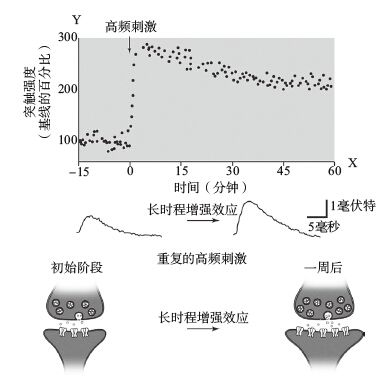 Y
高频刺激
300
200
100
突触强度
(基线的百分比)
-15
0
15
30
45
60
X
时间(分钟)
长时程增强效应
1毫伏特
5毫秒
重复的高频刺激
初始阶段
一周后
长时程增强效应